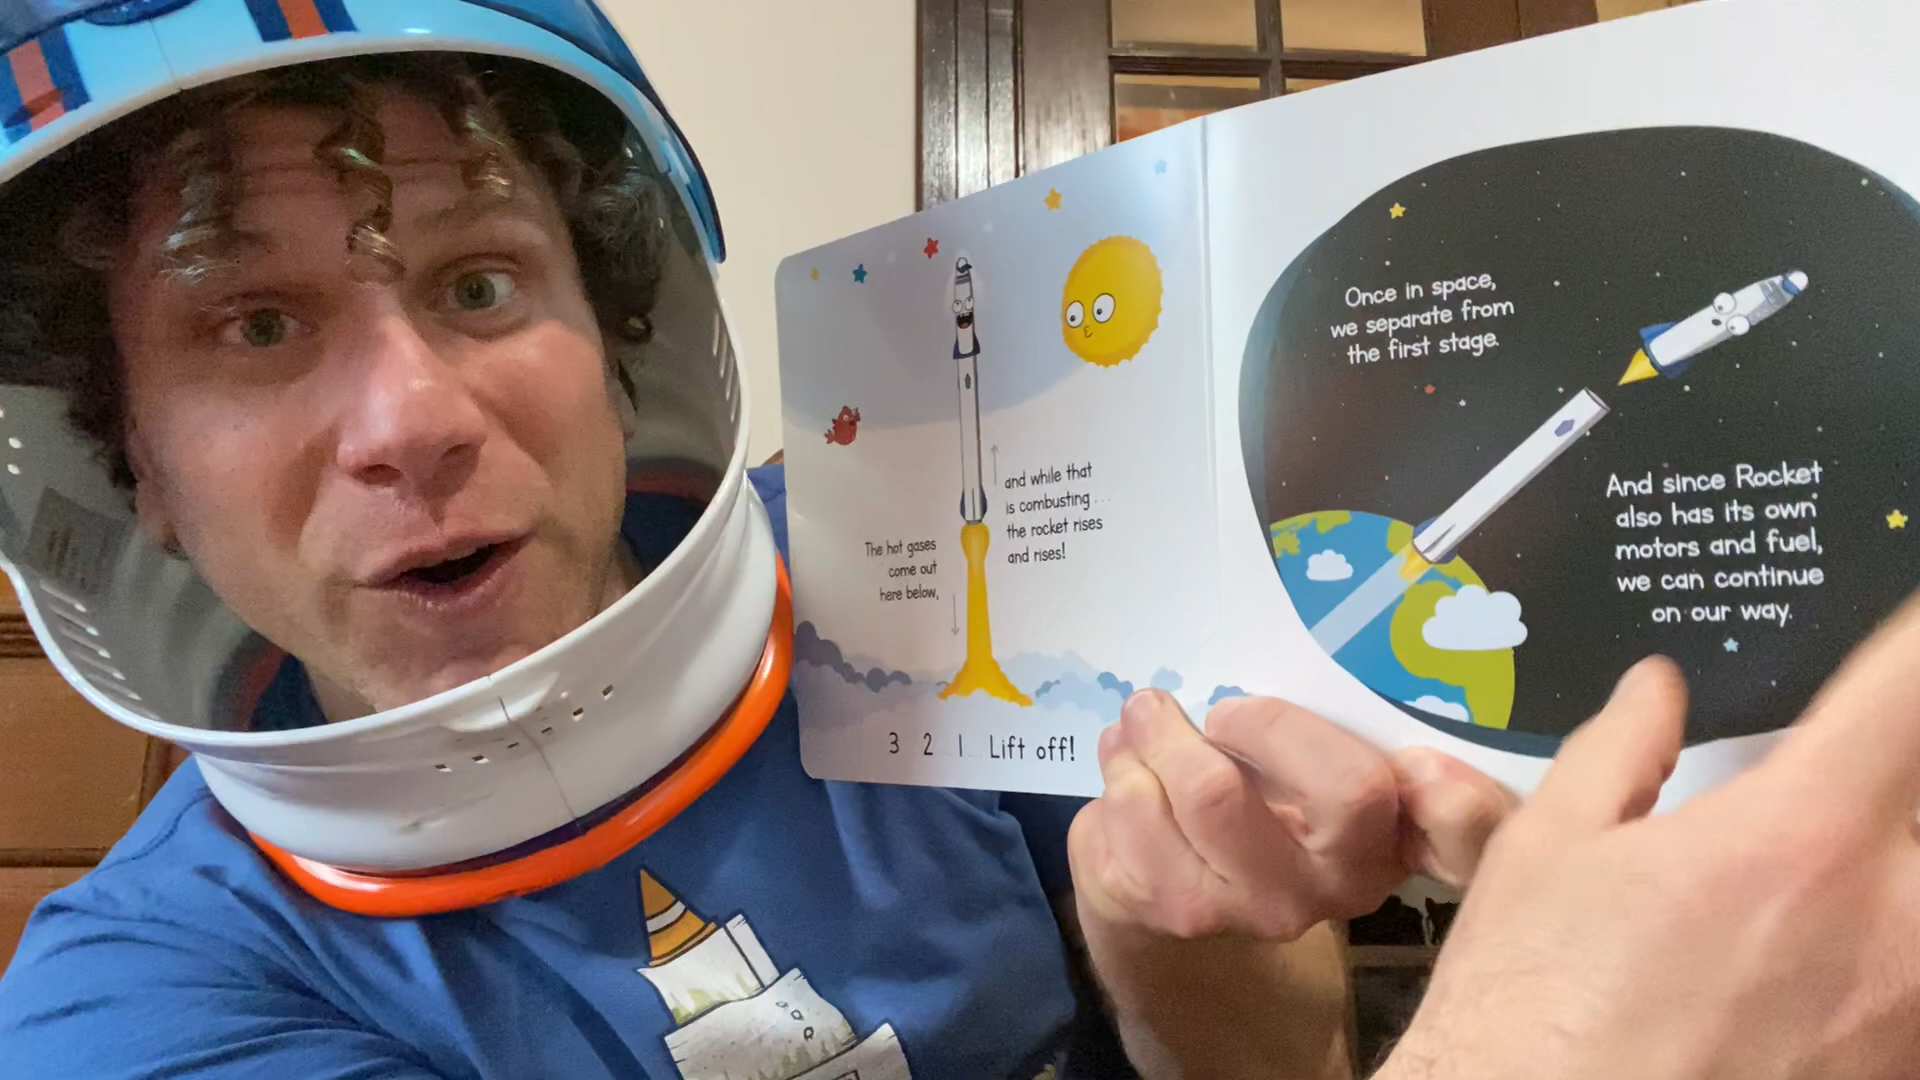 The hot gases
come out
here below,
and while that
is combusting . . .
the rocket rises
and rises!
3 2 1... Lift off!
Once in space,
we separate from
the first stage.
And since Rocket
also has its own
motors and fuel,
we can continue
on our way.